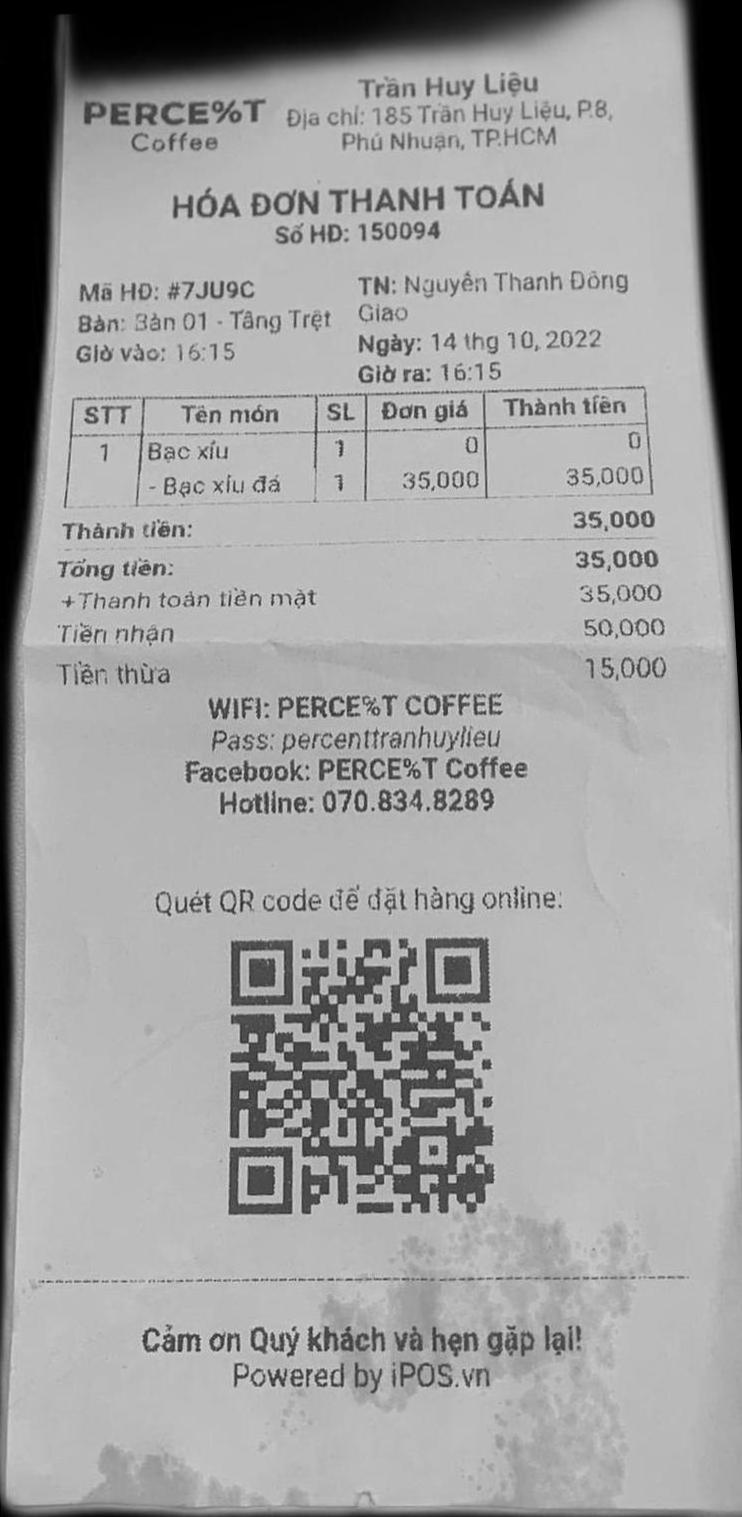 PERCE%T
Coffee
Trần Huy Liệu
Địa chỉ: 185 Trần Huy Liệu, P.8,
Phú Nhuận, TP.HCM
HÓA ĐƠN THANH TOÁN
Số HĐ: 150094
Mã HĐ: #7JU9C
TN: Nguyễn Thanh Đông
Giao
Bàn: Bàn 01 - Tầng Trệt
Ngày: 14 thg 10, 2022
Giờ vào: 16:15
Giờ ra: 16:15
STT Tên món SL Đơn giá Thành tiền
1 Bạc xỉu 1 0 0
- Bạc xỉu đá 1 35,000 35,000
Thành tiền: 35,000
Tổng tiền: 35,000
+Thanh toán tiền mặt 35,000
Tiền nhận 50,000
Tiền thừa 15,000
WIFI: PERCE%T COFFEE
Pass: percenttranhuylieu
Facebook: PERCE%T Coffee
Hotline: 070.834.8289
Quét QR code để đặt hàng online:
Cảm ơn Quý khách và hẹn gặp lại!
Powered by iPOS.vn